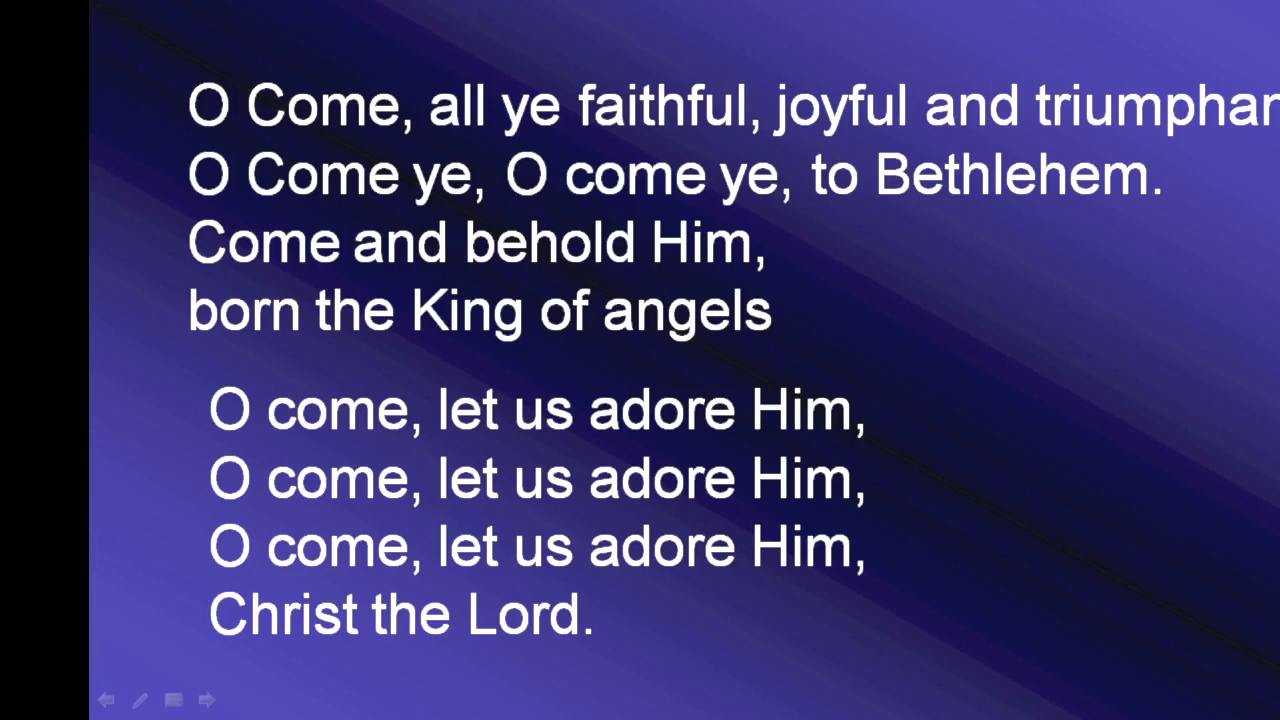 O Come, all ye faithful, joyful and triumphan
O Come ye, O come ye, to Bethlehem.
Come and behold Him,
born the King of angels
O come, let us adore Him,
O come, let us adore Him,
O come, let us adore Him,
Christ the Lord.